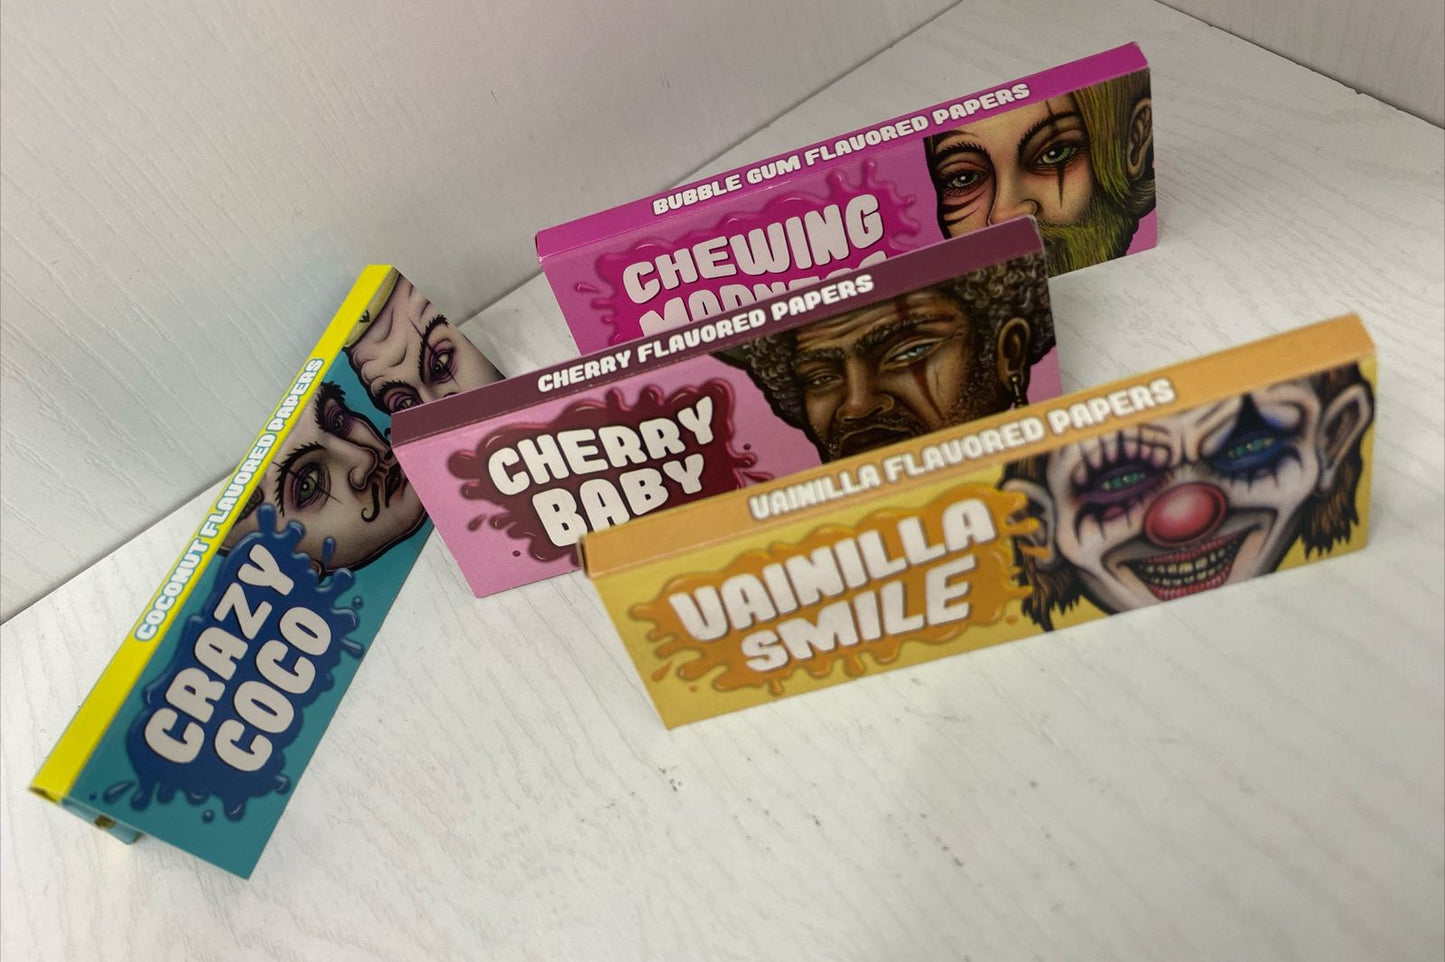 BUBBLE GUM FLAVORED PAPERS
CHEWING
MADNESS
CHERRY FLAVORED PAPERS
CHERRY
BABY
VAINILLA FLAVORED PAPERS
VAINILLA
SMILE
COCONUT FLAVORED PAPERS
CRAZY
COCO